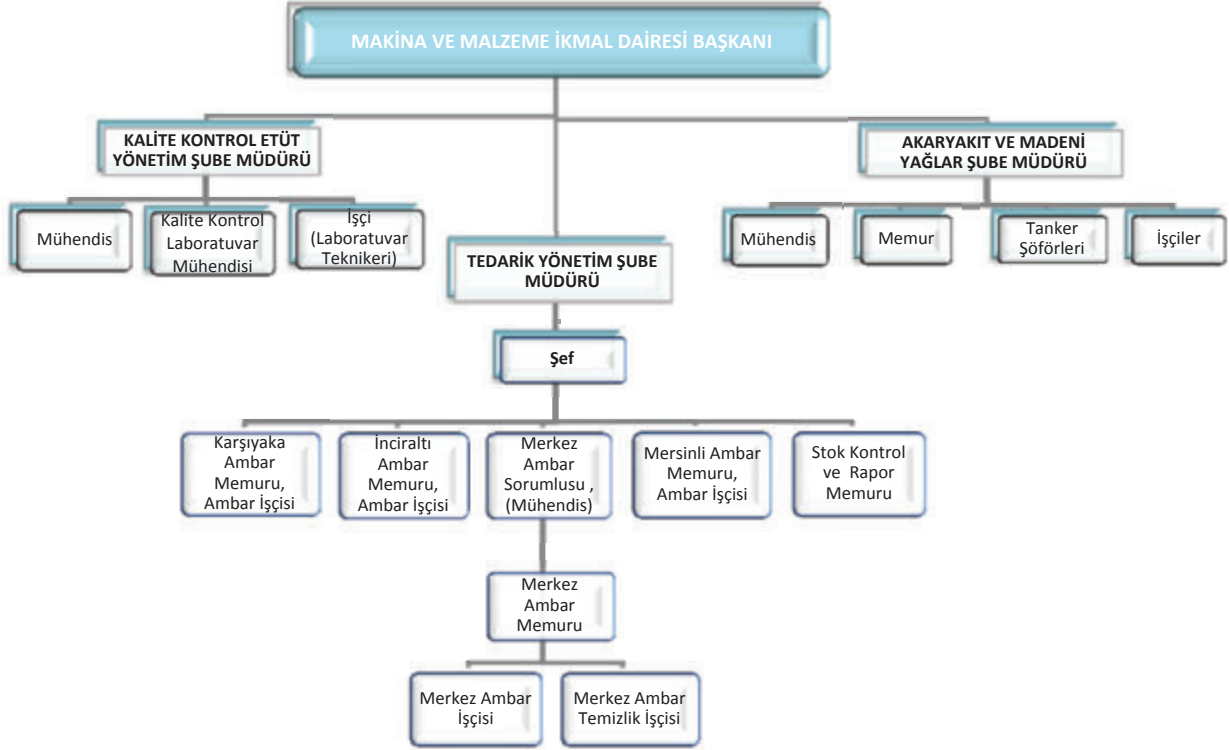 MAKİNA VE MALZEME İKMAL DAİRESİ BAŞKANI
KALİTE KONTROL ETÜT
YÖNETİM ŞUBE MÜDÜRÜ
AKARYAKIT VE MADENİ
YAĞLAR ŞUBE MÜDÜRÜ
Mühendis
Kalite Kontrol
Laboratuvar
Mühendisi
İşçi
(Laboratuvar
Teknikeri)
Mühendis
Memur
Tanker
Şöförleri
İşçiler
TEDARİK YÖNETİM ŞUBE
MÜDÜRÜ
Şef
Karşıyaka
Ambar
Memuru,
Ambar İşçisi
İnciraltı
Ambar
Memuru,
Ambar İşçisi
Merkez
Ambar
Sorumlusu ,
(Mühendis)
Mersinli Ambar
Memuru,
Ambar İşçisi
Stok Kontrol
ve Rapor
Memuru
Merkez
Ambar
Memuru
Merkez Ambar
İşçisi
Merkez Ambar
Temizlik İşçisi